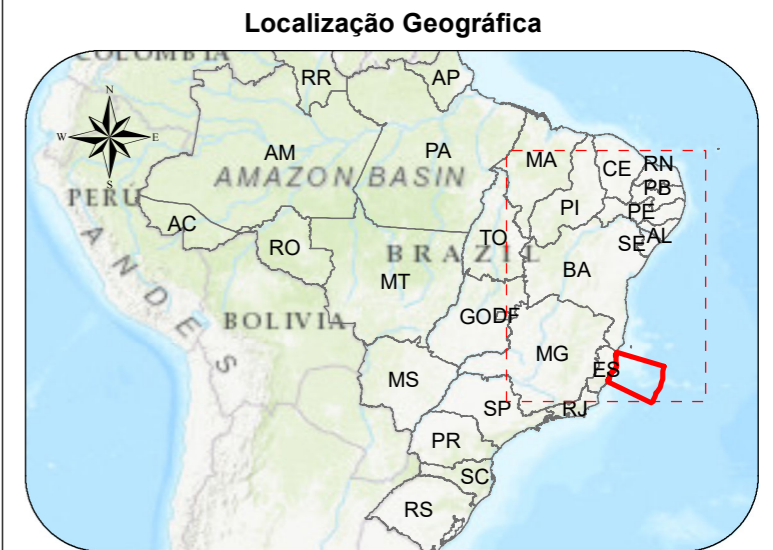 Localização Geográfica
COLOMBIA
RR
AP
N
W
E
S
AM
PA
MA
CE
RN
AMAZON BASIN
PB
PERÚ
PI
PE
AC
TO
AL
RO
BRAZIL
SE
MT
BA
ANDES
BOLIVIA
GO
DF
MG
ES
MS
SP
RJ
PR
SC
RS